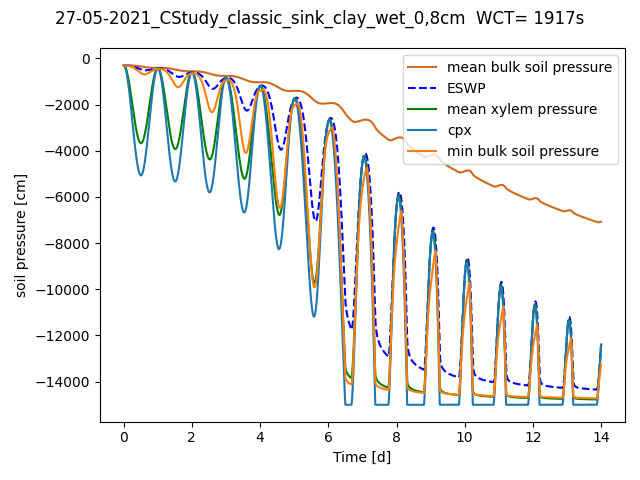 27-05-2021_CStudy_classic_sink_clay_wet_0,8cm  WCT= 1917s
mean bulk soil pressure
ESWP
mean xylem pressure
cpx
min bulk soil pressure
soil pressure [cm]
0
−2000
−4000
−6000
−8000
−10000
−12000
−14000
0 2 4 6 8 10 12 14
Time [d]